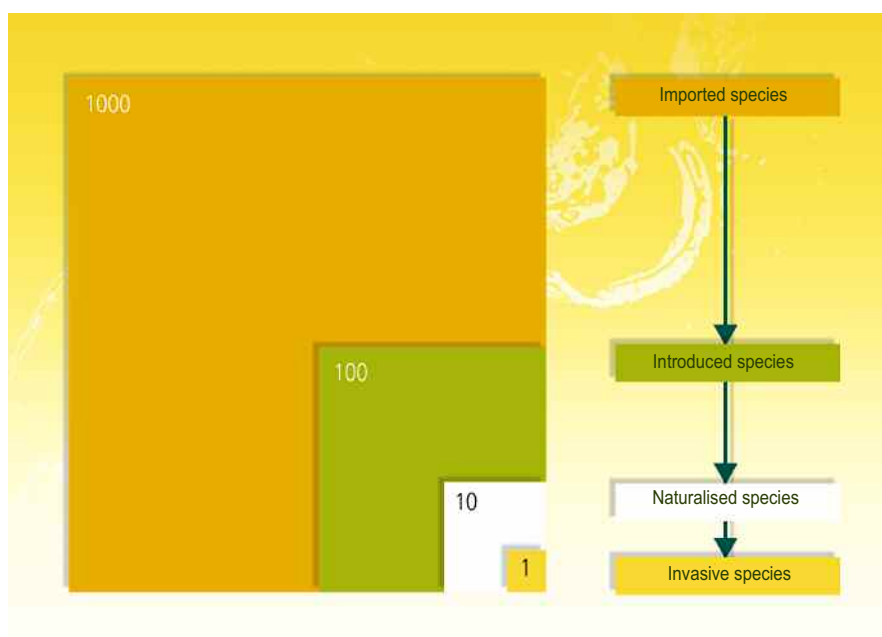 1000
Imported species
100
Introduced species
10
Naturalised species
1
Invasive species